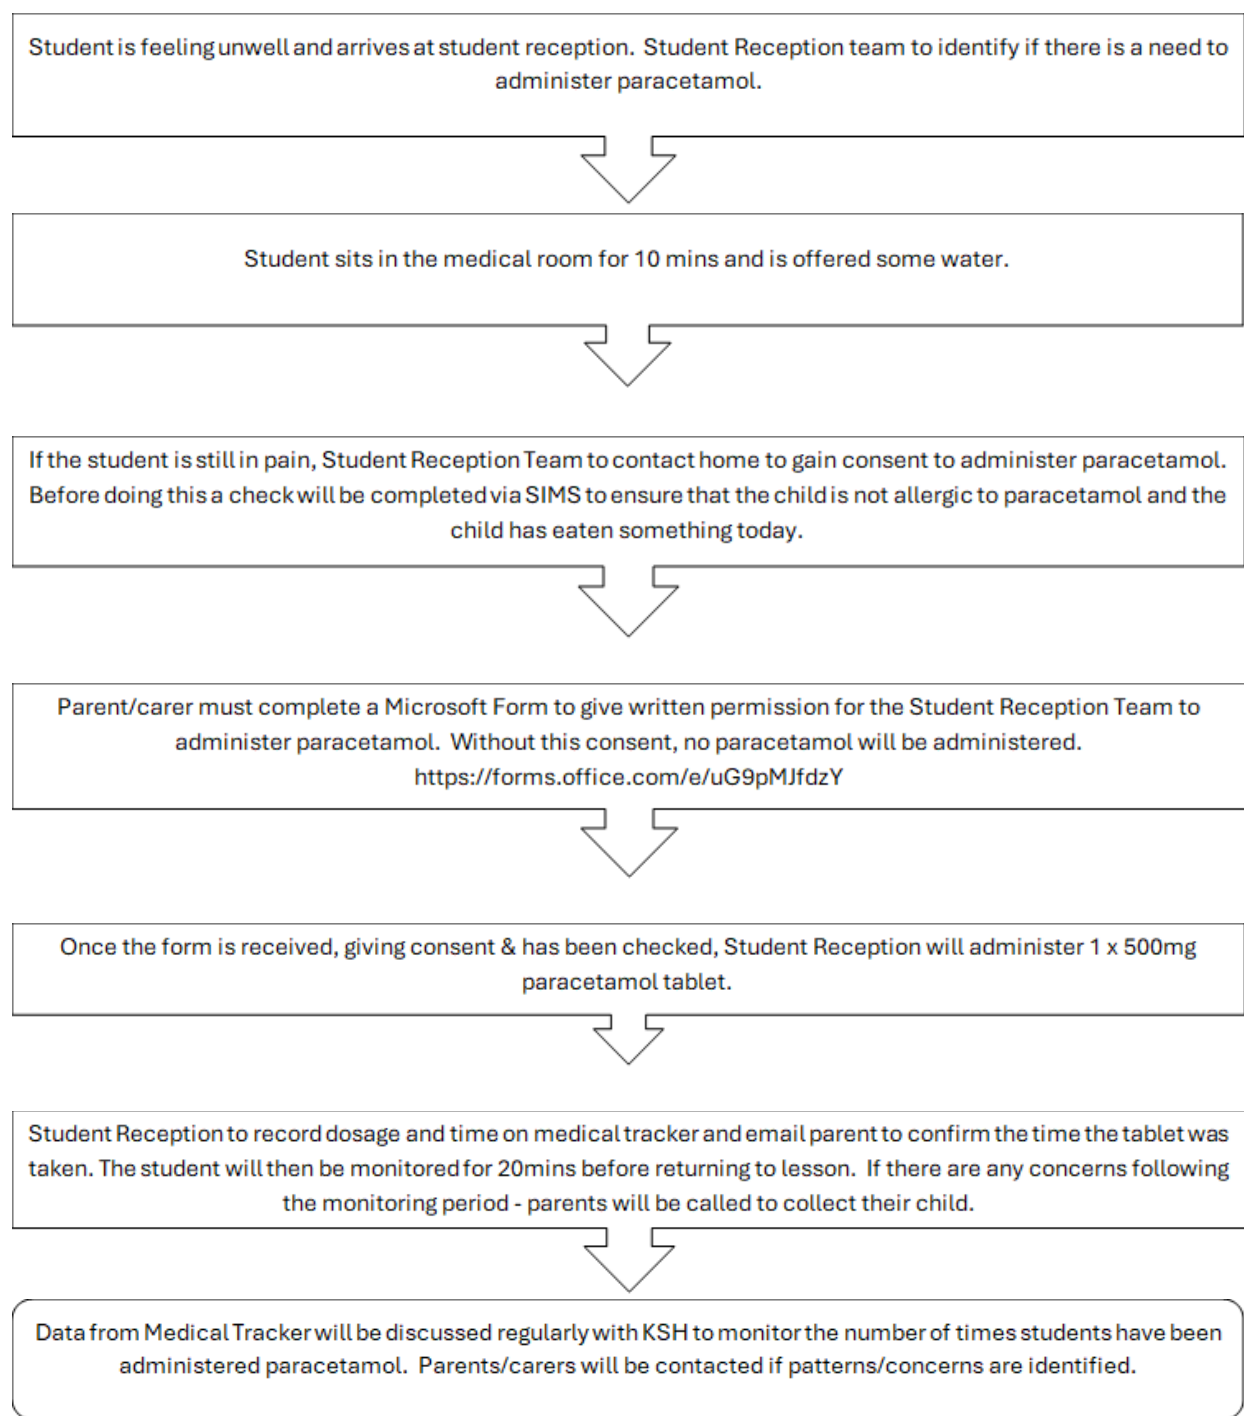 Student is feeling unwell and arrives at student reception. Student Reception team to identify if there is a need to
administer paracetamol.
Student sits in the medical room for 10 mins and is offered some water.
If the student is still in pain, Student Reception Team to contact home to gain consent to administer paracetamol.
Before doing this a check will be completed via SIMS to ensure that the child is not allergic to paracetamol and the
child has eaten something today.
Parent/carer must complete a Microsoft Form to give written permission for the Student Reception Team to
administer paracetamol. Without this consent, no paracetamol will be administered.
https://forms.office.com/e/uG9pMJfdzY
Once the form is received, giving consent & has been checked, Student Reception will administer 1 x 500mg
paracetamol tablet.
Student Reception to record dosage and time on medical tracker and email parent to confirm the time the tablet was
taken. The student will then be monitored for 20mins before returning to lesson. If there are any concerns following
the monitoring period - parents will be called to collect their child.
Data from Medical Tracker will be discussed regularly with KSH to monitor the number of times students have been
administered paracetamol. Parents/carers will be contacted if patterns/concerns are identified.